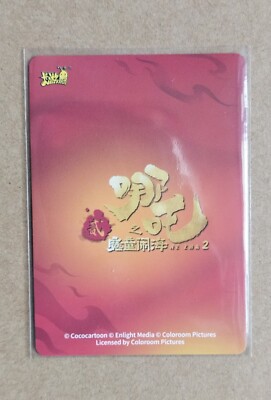 哪吒
贰
之
魔童闹海
NE ZHA 2
© Cococartoon © Enlight Media © Coloroom Pictures
Licensed by Coloroom Pictures